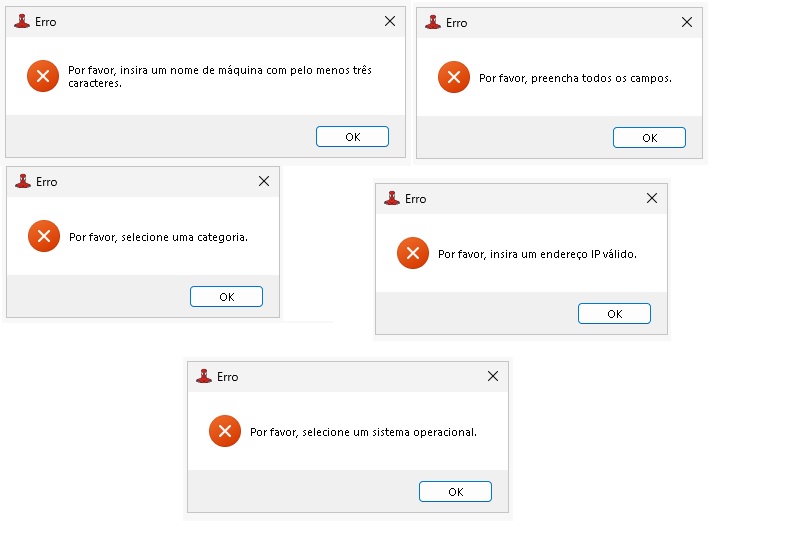 Erro
Por favor, insira um nome de máquina com pelo menos três
caracteres.
OK
Erro
Por favor, preencha todos os campos.
OK
Erro
Por favor, selecione uma categoria.
OK
Erro
Por favor, insira um endereço IP válido.
OK
Erro
Por favor, selecione um sistema operacional.
OK